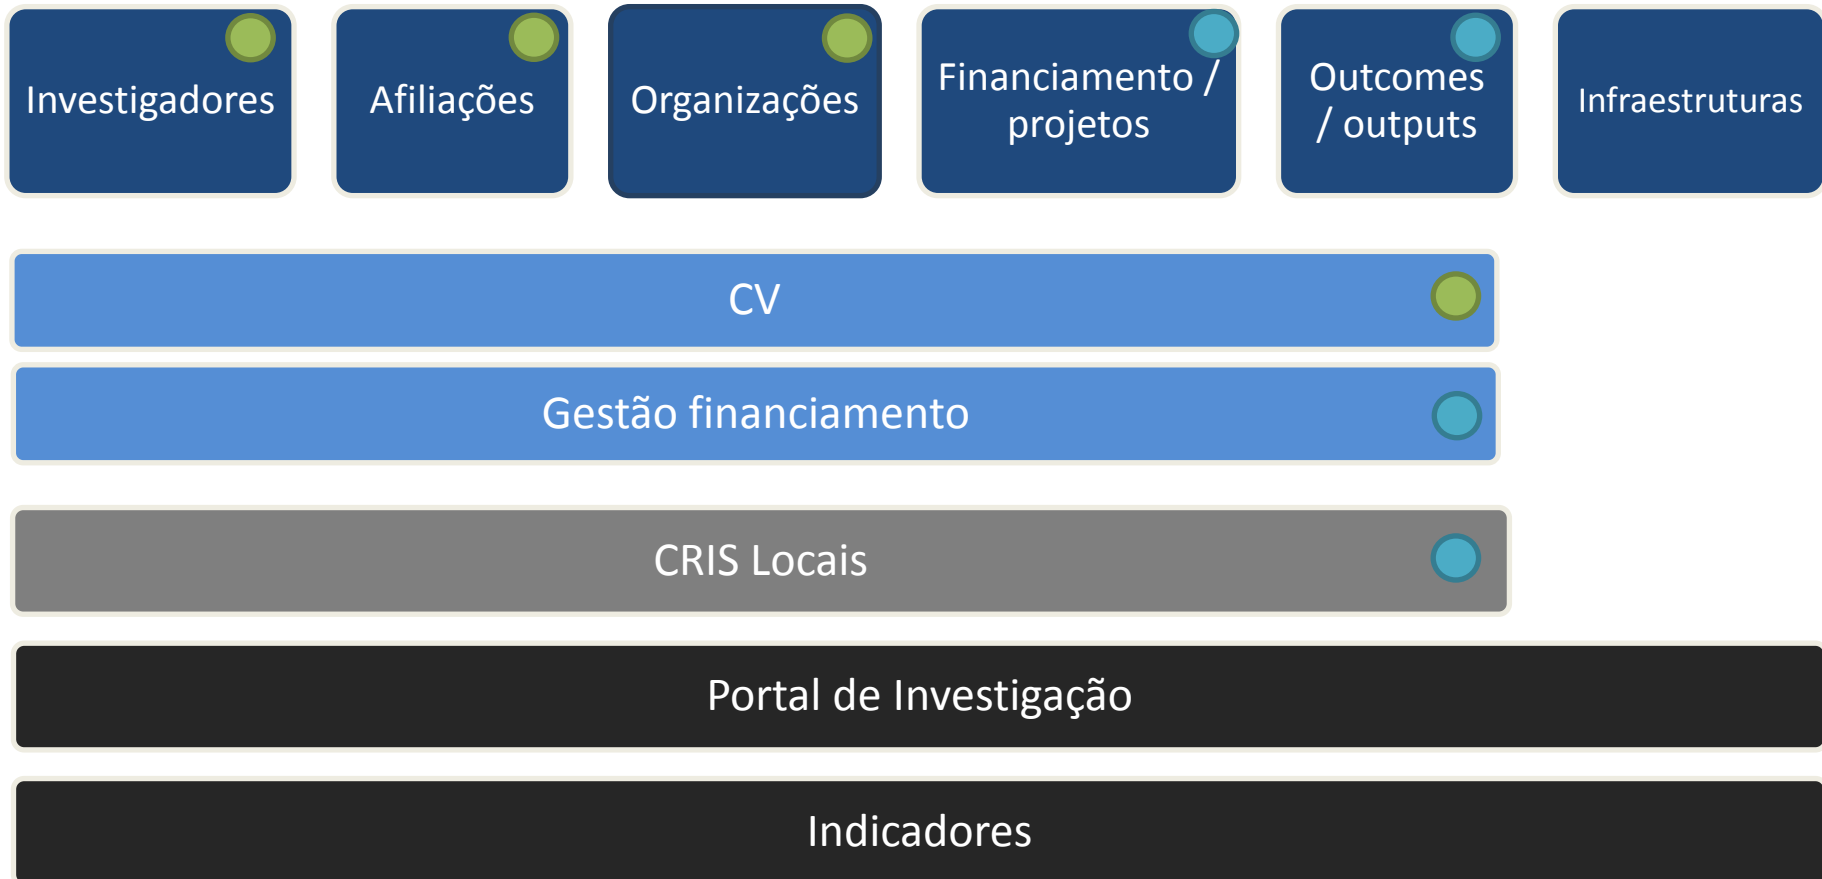 Investigadores
Afiliações
Organizações
Financiamento /
projetos
Outcomes
/ outputs
Infraestruturas
CV
Gestão financiamento
CRIS Locais
Portal de Investigação
Indicadores